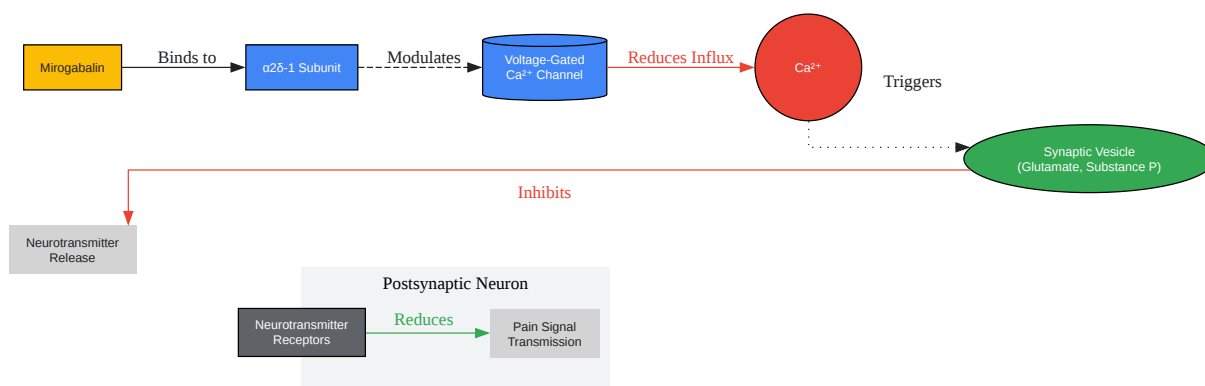 Mirogabalin
Binds to
α2δ-1 Subunit
Modulates
Voltage-Gated
Ca²⁺ Channel
Reduces Influx
Ca²⁺
Triggers
Synaptic Vesicle
(Glutamate, Substance P)
Inhibits
Neurotransmitter
Release
Postsynaptic Neuron
Neurotransmitter
Receptors
Reduces
Pain Signal
Transmission